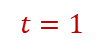 t = 1